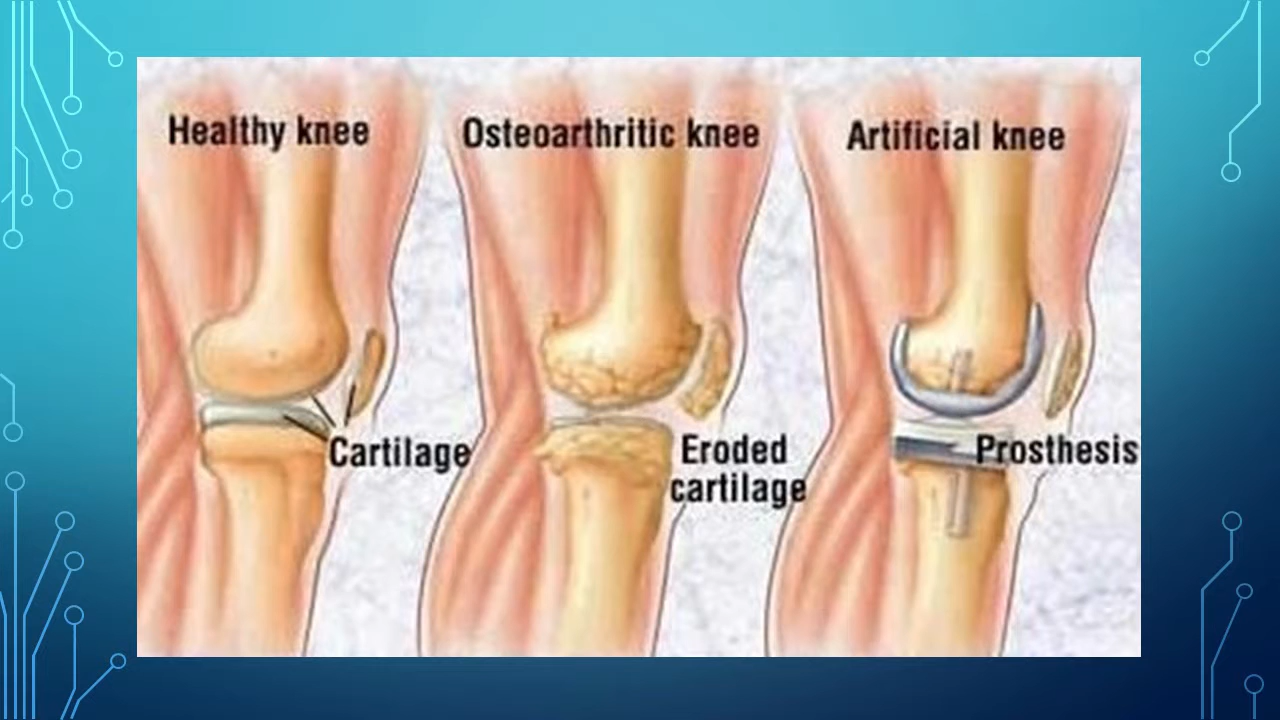 Healthy knee
Osteoarthritic knee
Artificial knee
Cartilage
Eroded
cartilage
Prosthesis